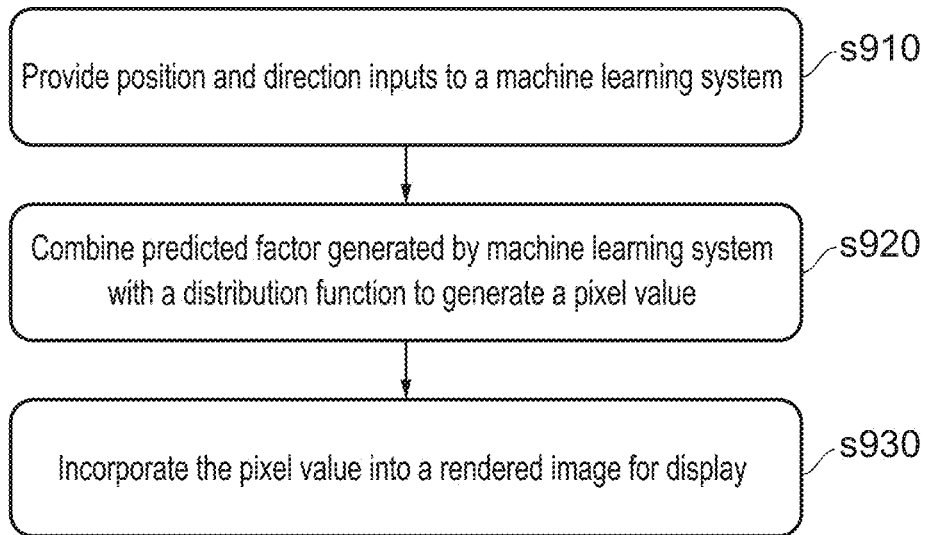 Provide position and direction inputs to a machine learning system
s910
Combine predicted factor generated by machine learning system
with a distribution function to generate a pixel value
s920
Incorporate the pixel value into a rendered image for display
s930